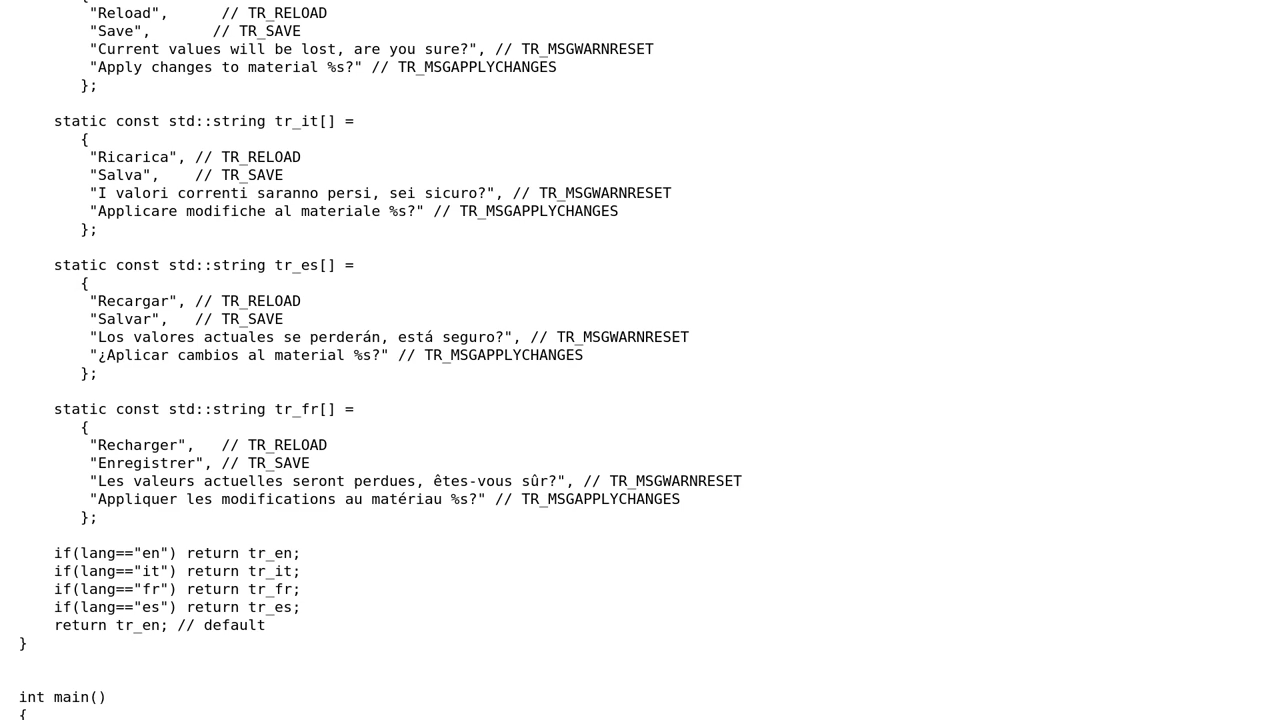 {
"Reload",      // TR_RELOAD
"Save",       // TR_SAVE
"Current values will be lost, are you sure?", // TR_MSGWARNRESET
"Apply changes to material %s?" // TR_MSGAPPLYCHANGES
};
static const std::string tr_it[] =
{
"Ricarica", // TR_RELOAD
"Salva",    // TR_SAVE
"I valori correnti saranno persi, sei sicuro?", // TR_MSGWARNRESET
"Applicare modifiche al materiale %s?" // TR_MSGAPPLYCHANGES
};
static const std::string tr_es[] =
{
"Recargar", // TR_RELOAD
"Salvar",   // TR_SAVE
"Los valores actuales se perderán, está seguro?", // TR_MSGWARNRESET
"¿Aplicar cambios al material %s?" // TR_MSGAPPLYCHANGES
};
static const std::string tr_fr[] =
{
"Recharger",   // TR_RELOAD
"Enregistrer", // TR_SAVE
"Les valeurs actuelles seront perdues, êtes-vous sûr?", // TR_MSGWARNRESET
"Appliquer les modifications au matériau %s?" // TR_MSGAPPLYCHANGES
};
if(lang=="en") return tr_en;
if(lang=="it") return tr_it;
if(lang=="fr") return tr_fr;
if(lang=="es") return tr_es;
return tr_en; // default
}
int main()
{